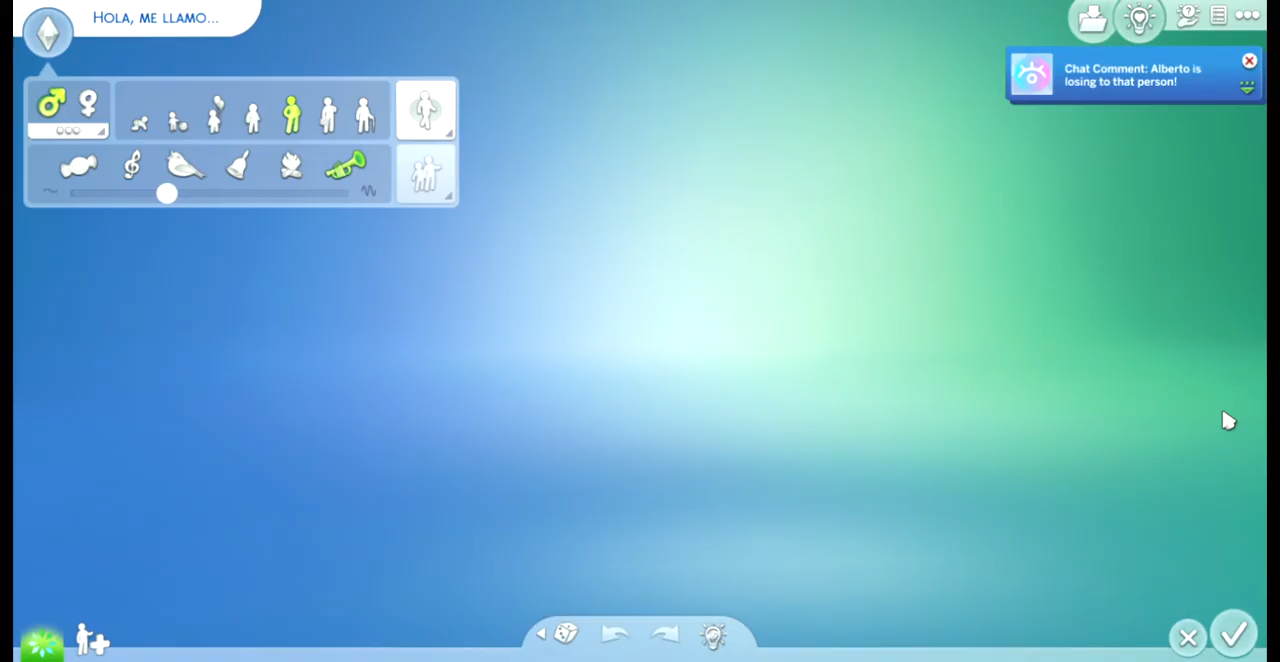 HOLA, ME LLAMO...
Chat Comment: Alberto is
losing to that person!